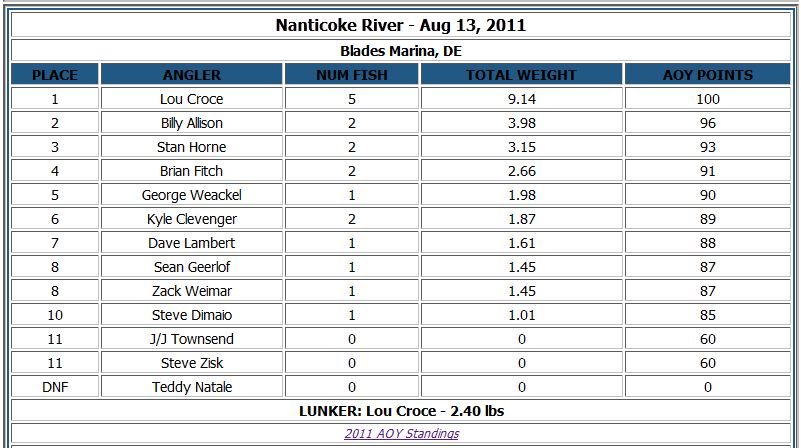 Nanticoke River - Aug 13, 2011
Blades Marina, DE
PLACE ANGLER NUM FISH TOTAL WEIGHT AOY POINTS
1 Lou Croce 5 9.14 100
2 Billy Allison 2 3.98 96
3 Stan Horne 2 3.15 93
4 Brian Fitch 2 2.66 91
5 George Weackel 1 1.98 90
6 Kyle Clevenger 2 1.87 89
7 Dave Lambert 1 1.61 88
8 Sean Geerlof 1 1.45 87
8 Zack Weimar 1 1.45 87
10 Steve Dimaio 1 1.01 85
11 J/J Townsend 0 0 60
11 Steve Zisk 0 0 60
DNF Teddy Natale 0 0 0
LUNKER: Lou Croce - 2.40 lbs
2011 AOY Standings